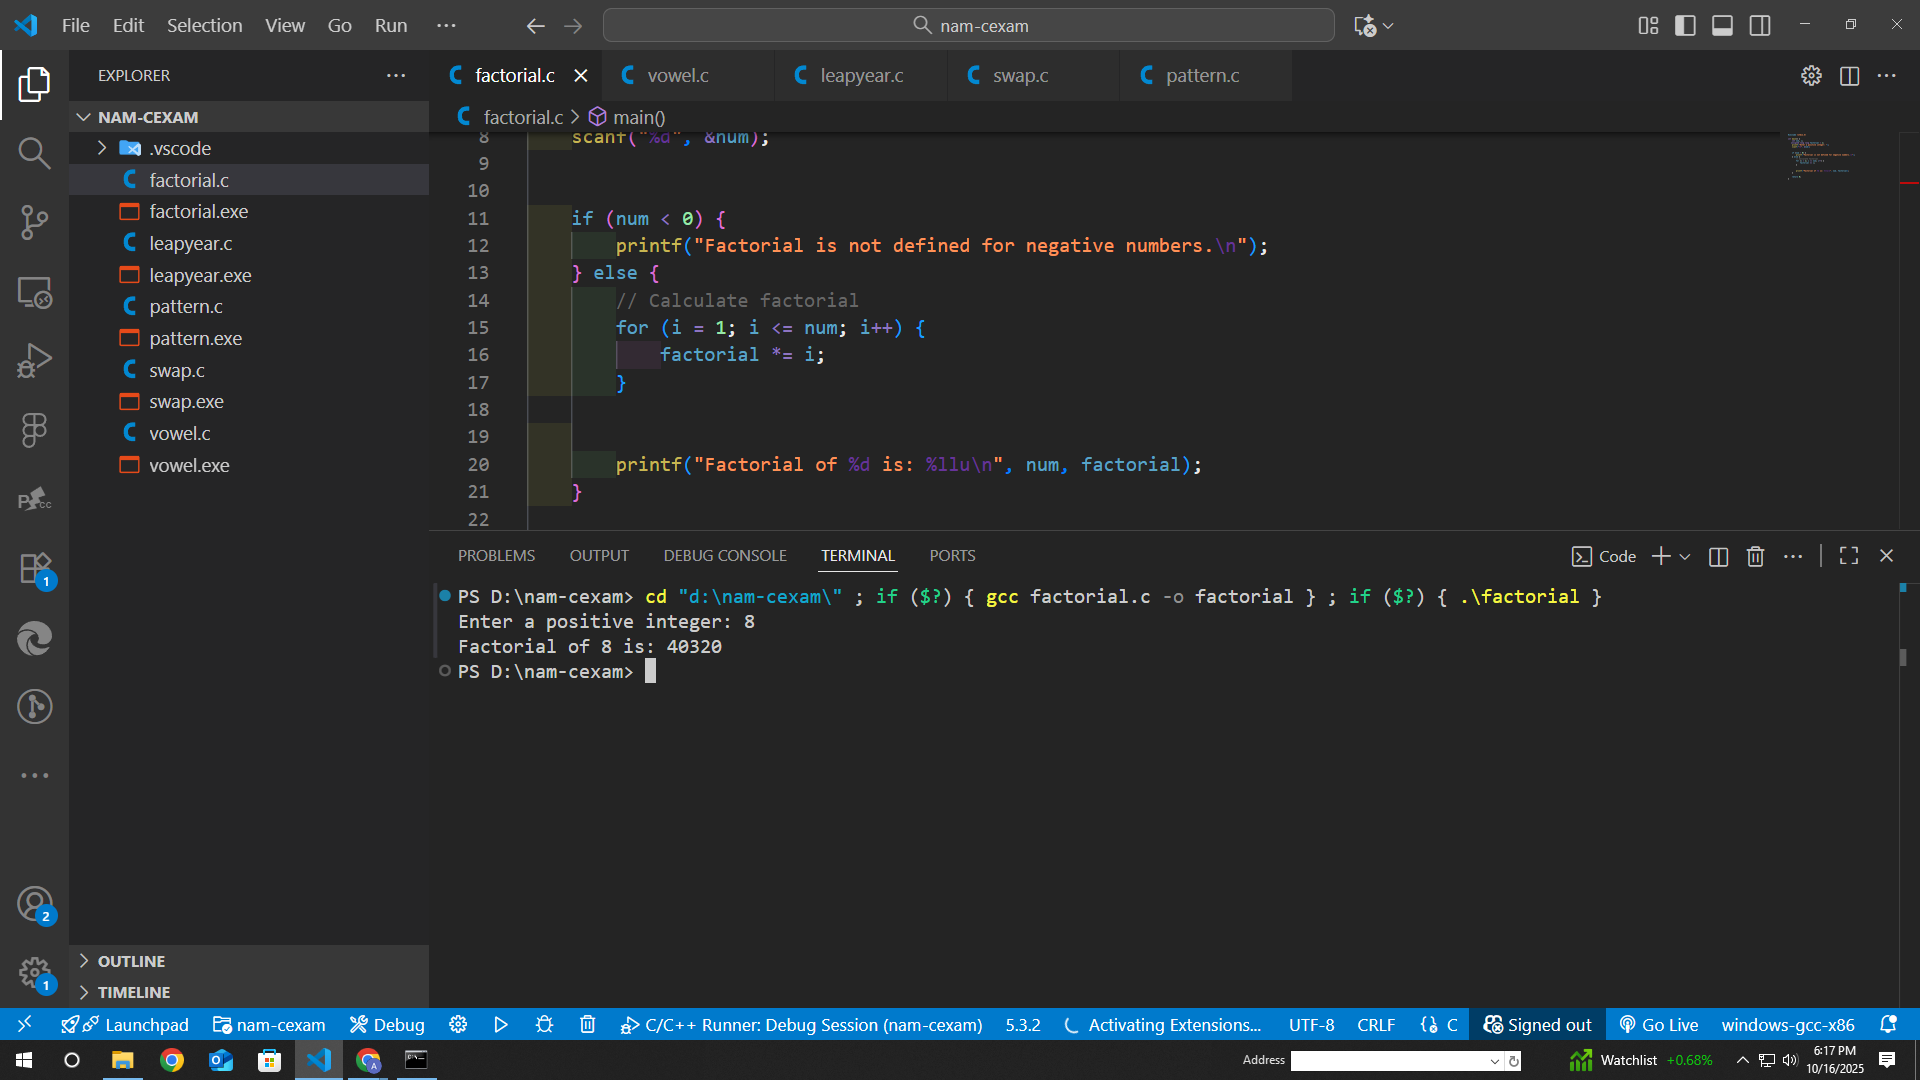 File Edit Selection View Go Run ···
nam-cexam
EXPLORER
NAM-CEXAM
.vscode
factorial.c
factorial.exe
leapyear.c
leapyear.exe
pattern.c
pattern.exe
swap.c
swap.exe
vowel.c
vowel.exe
OUTLINE
TIMELINE
factorial.c vowel.c leapyear.c swap.c pattern.c
factorial.c > main()
8 scanf("%d", &num);
9
10
11 if (num < 0) {
12 printf("Factorial is not defined for negative numbers.\n");
13 } else {
14 // Calculate factorial
15 for (i = 1; i <= num; i++) {
16 factorial *= i;
17 }
18
19
20 printf("Factorial of %d is: %llu\n", num, factorial);
21 }
22
PROBLEMS OUTPUT DEBUG CONSOLE TERMINAL PORTS
Code
PS D:\nam-cexam> cd "d:\nam-cexam\" ; if ($?) { gcc factorial.c -o factorial } ; if ($?) { .\factorial }
Enter a positive integer: 8
Factorial of 8 is: 40320
PS D:\nam-cexam>
1
2
1
Launchpad nam-cexam Debug C/C++ Runner: Debug Session (nam-cexam) 5.3.2 Activating Extensions... UTF-8 CRLF {} C Signed out Go Live windows-gcc-x86
Address
Watchlist +0.68%
6:17 PM
10/16/2025